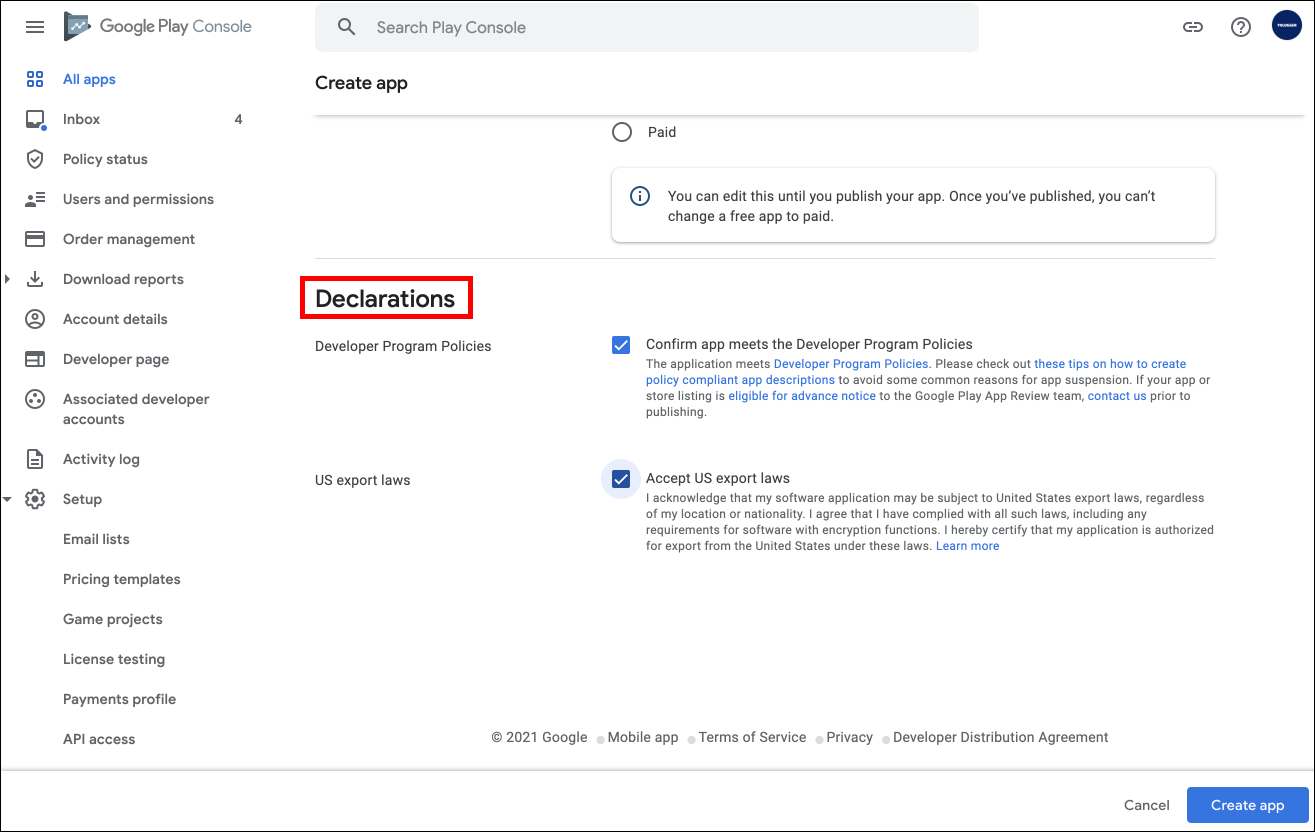 Google Play Console
Search Play Console
All apps
Inbox 4
Policy status
Users and permissions
Order management
Download reports
Account details
Developer page
Associated developer
accounts
Activity log
Setup
Email lists
Pricing templates
Game projects
License testing
Payments profile
API access
Create app
Paid
You can edit this until you publish your app. Once you’ve published, you can’t
change a free app to paid.
Declarations
Developer Program Policies
Confirm app meets the Developer Program Policies
The application meets Developer Program Policies. Please check out these tips on how to create
policy compliant app descriptions to avoid some common reasons for app suspension. If your app or
store listing is eligible for advance notice to the Google Play App Review team, contact us prior to
publishing.
US export laws
Accept US export laws
I acknowledge that my software application may be subject to United States export laws, regardless
of my location or nationality. I agree that I have complied with all such laws, including any
requirements for software with encryption functions. I hereby certify that my application is authorized
for export from the United States under these laws. Learn more
© 2021 Google Mobile app Terms of Service Privacy Developer Distribution Agreement
Cancel Create app